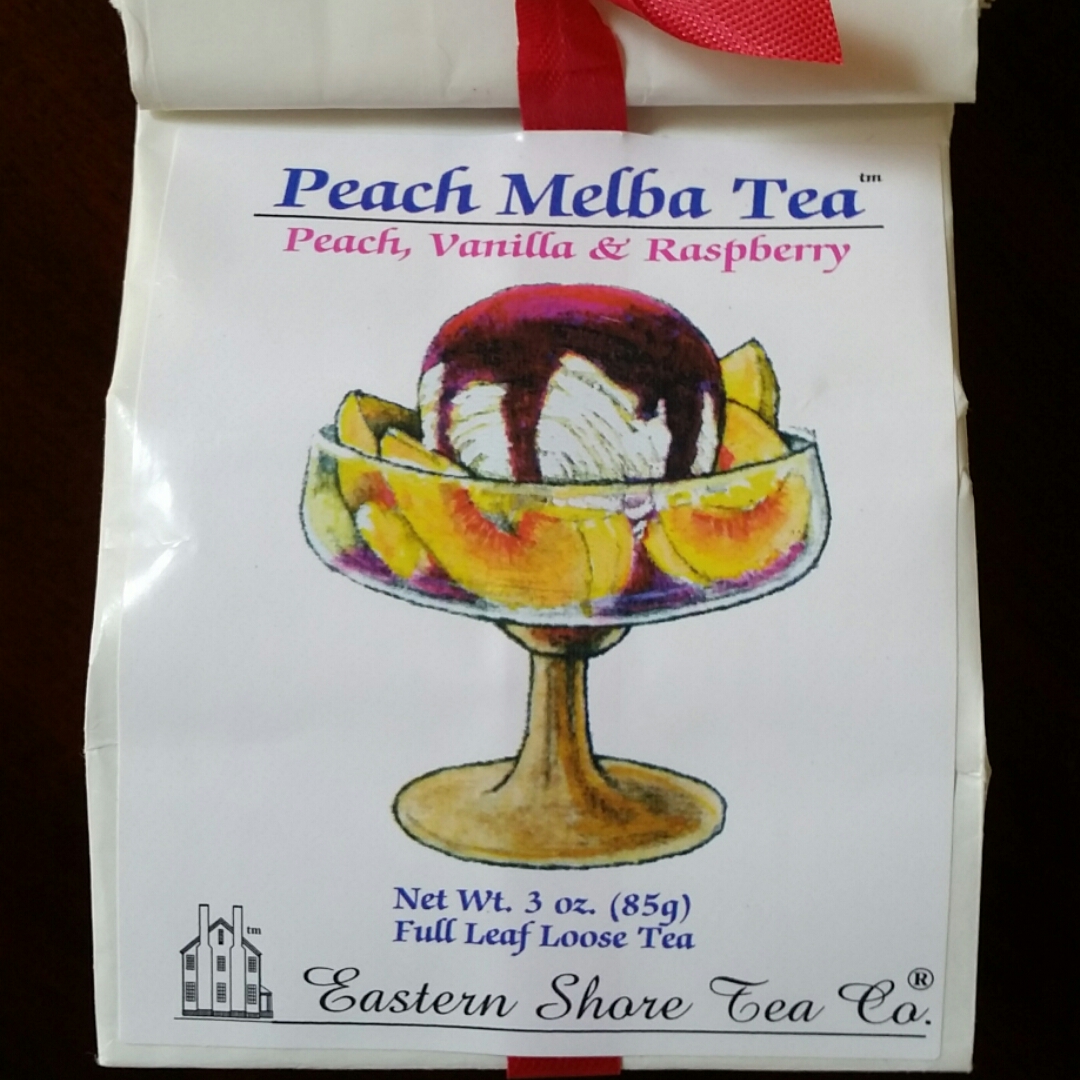 Peach Melba Tea™
Peach, Vanilla & Raspberry
Net Wt. 3 oz. (85g)
Full Leaf Loose Tea
tm
Eastern Shore Tea Co.®